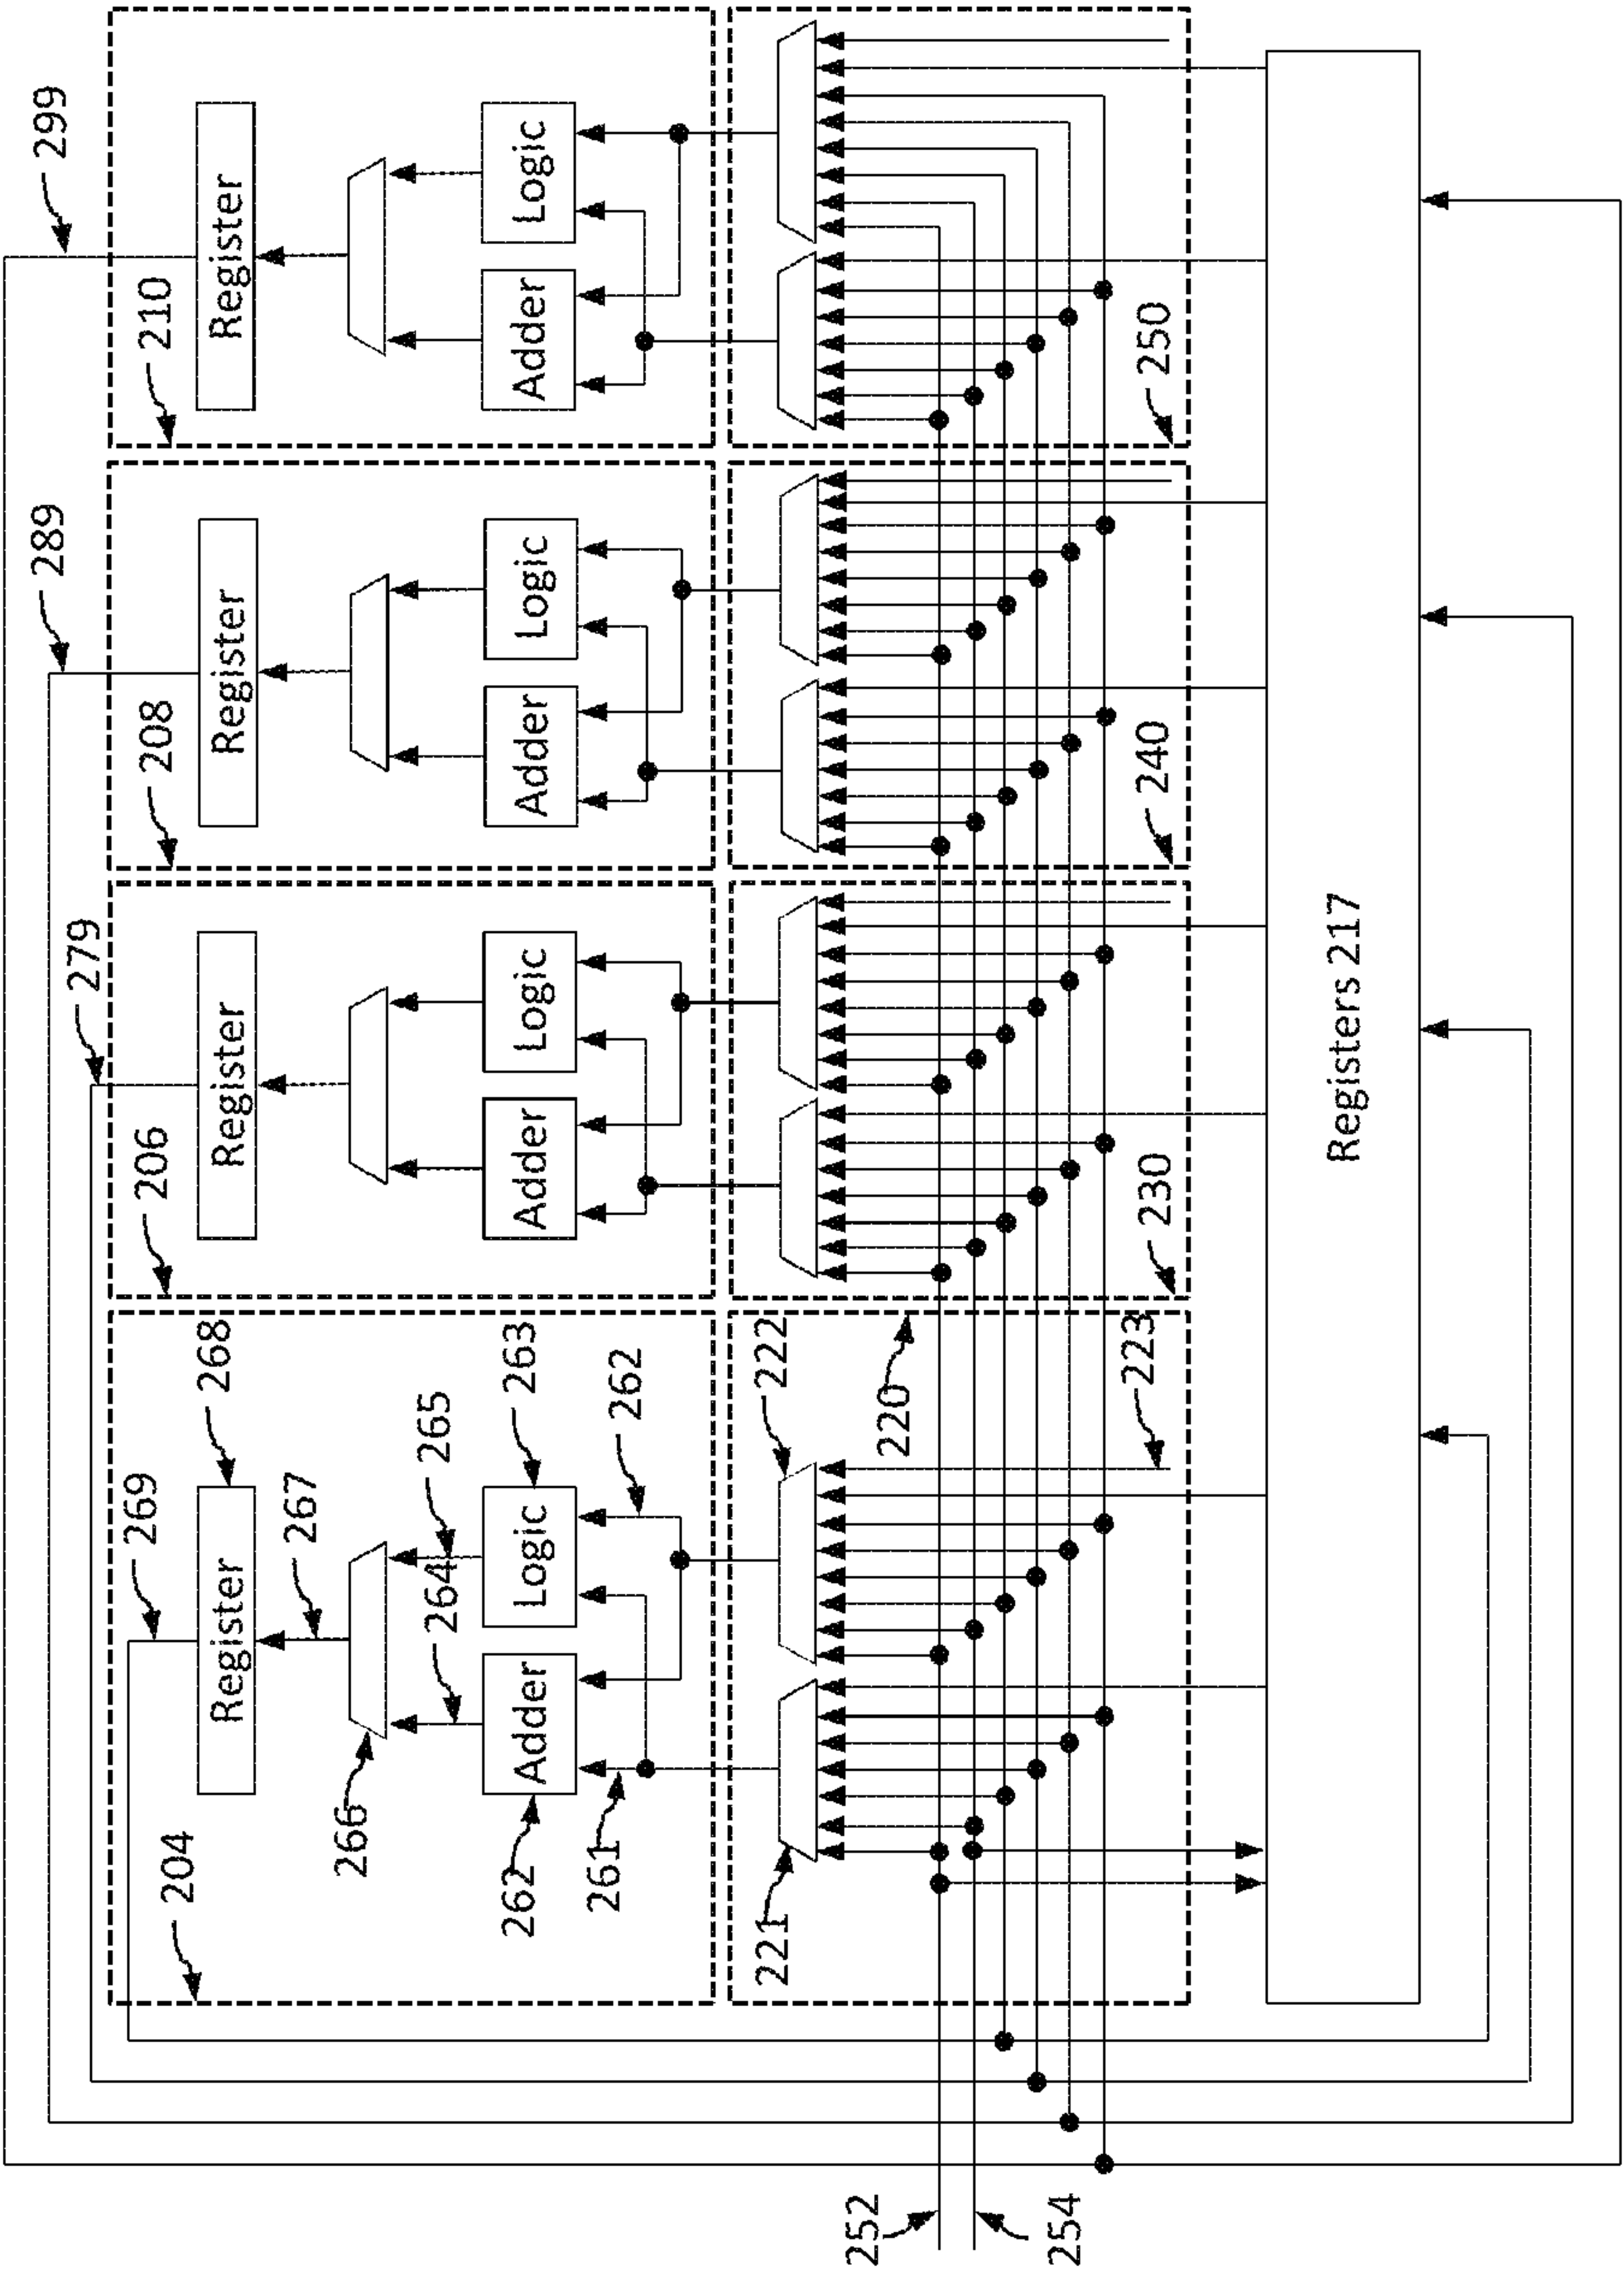 299
289
279
269
210
Register
208
Register
206
Register
204
Register
268
267
266
265
264
Adder
Logic
Adder
Logic
Adder
Logic
Adder
Logic
262
263
261
262
221
222
220
223
230
240
250
252
254
Registers 217